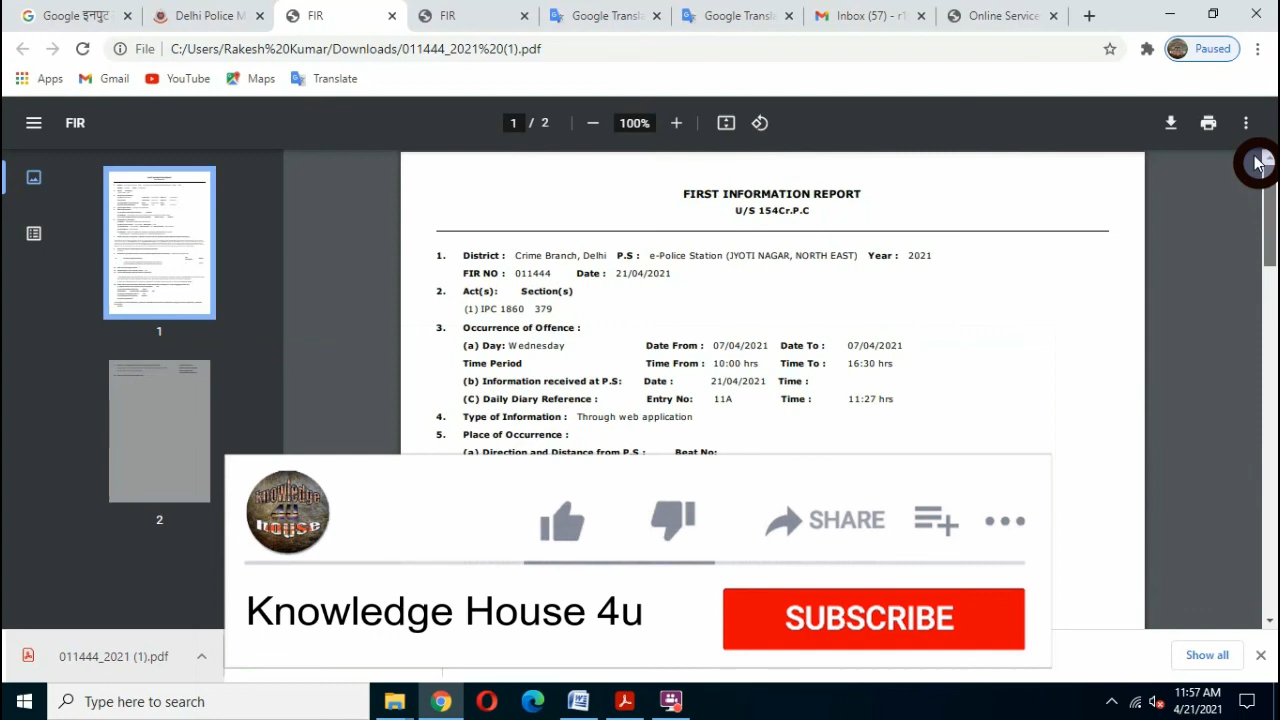 Google इनपुट
Delhi Police M
FIR
FIR
Google Transla
Google Transla
Inbox (57) - r1
Online Service
File
C:/Users/Rakesh%20Kumar/Downloads/011444_2021%20(1).pdf
Paused
Apps
Gmail
YouTube
Maps
Translate
FIR
1 / 2
100%
FIRST INFORMATION REPORT
U/S 154Cr.P.C
1. District : Crime Branch, Delhi P.S : e-Police Station (JYOTI NAGAR, NORTH EAST) Year : 2021
FIR NO : 011444 Date : 21/04/2021
2. Act(s): Section(s)
(1) IPC 1860 379
3. Occurrence of Offence :
(a) Day: Wednesday Date From : 07/04/2021 Date To : 07/04/2021
Time Period Time From : 10:00 hrs Time To : 16:30 hrs
(b) Information received at P.S: Date : 21/04/2021 Time :
(C) Daily Diary Reference : Entry No: 11A Time : 11:27 hrs
4. Type of Information : Through web application
5. Place of Occurrence :
(a) Direction and Distance from P.S : Beat No:
1
2
Knowledge
4U
house
SHARE
Knowledge House 4u
SUBSCRIBE
011444_2021 (1).pdf
Show all
Type here to search
11:57 AM
4/21/2021